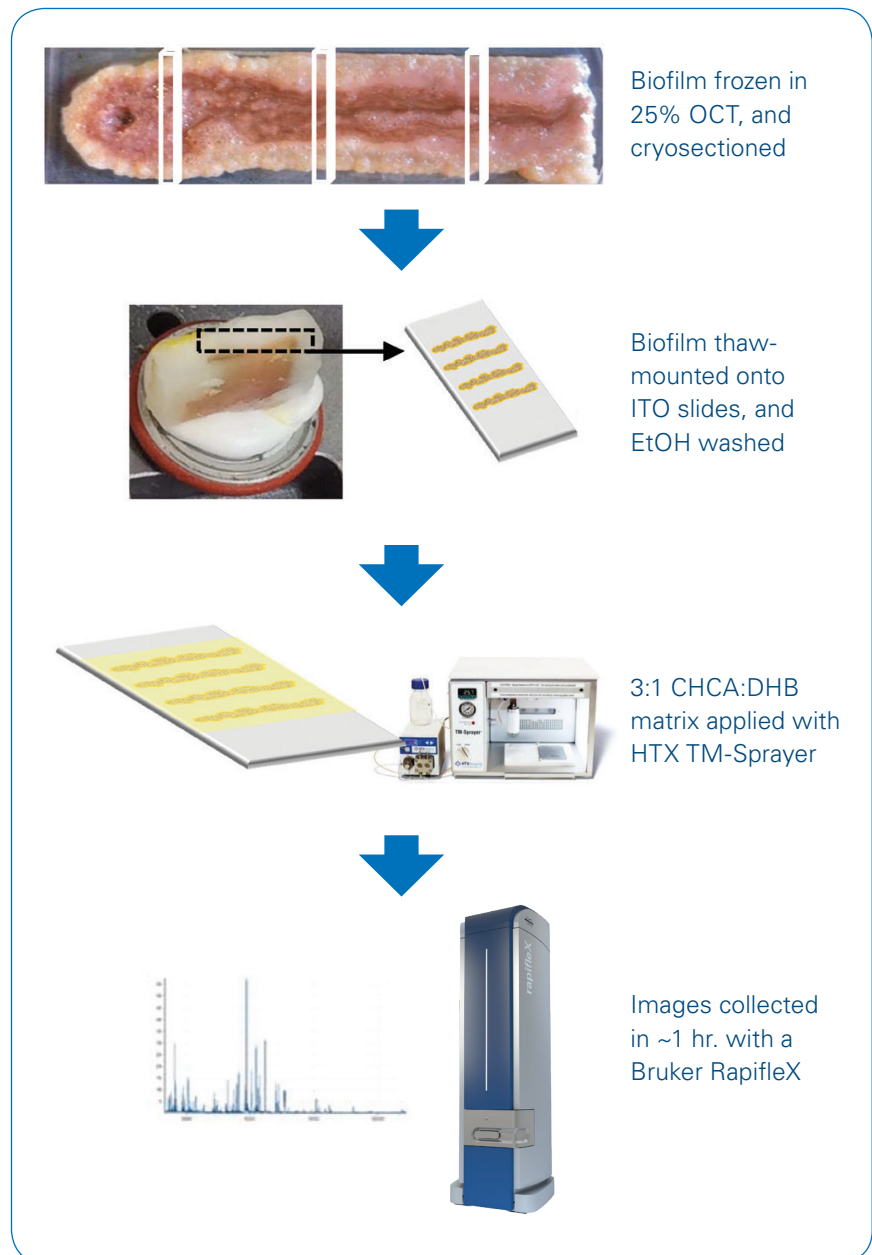 Biofilm frozen in
25% OCT, and
cryosectioned
Biofilm thaw-
mounted onto
ITO slides, and
EtOH washed
TM-Sprayer
3:1 CHCA:DHB
matrix applied with
HTX TM-Sprayer
rapifleX
Images collected
in ~1 hr. with a
Bruker RapifleX